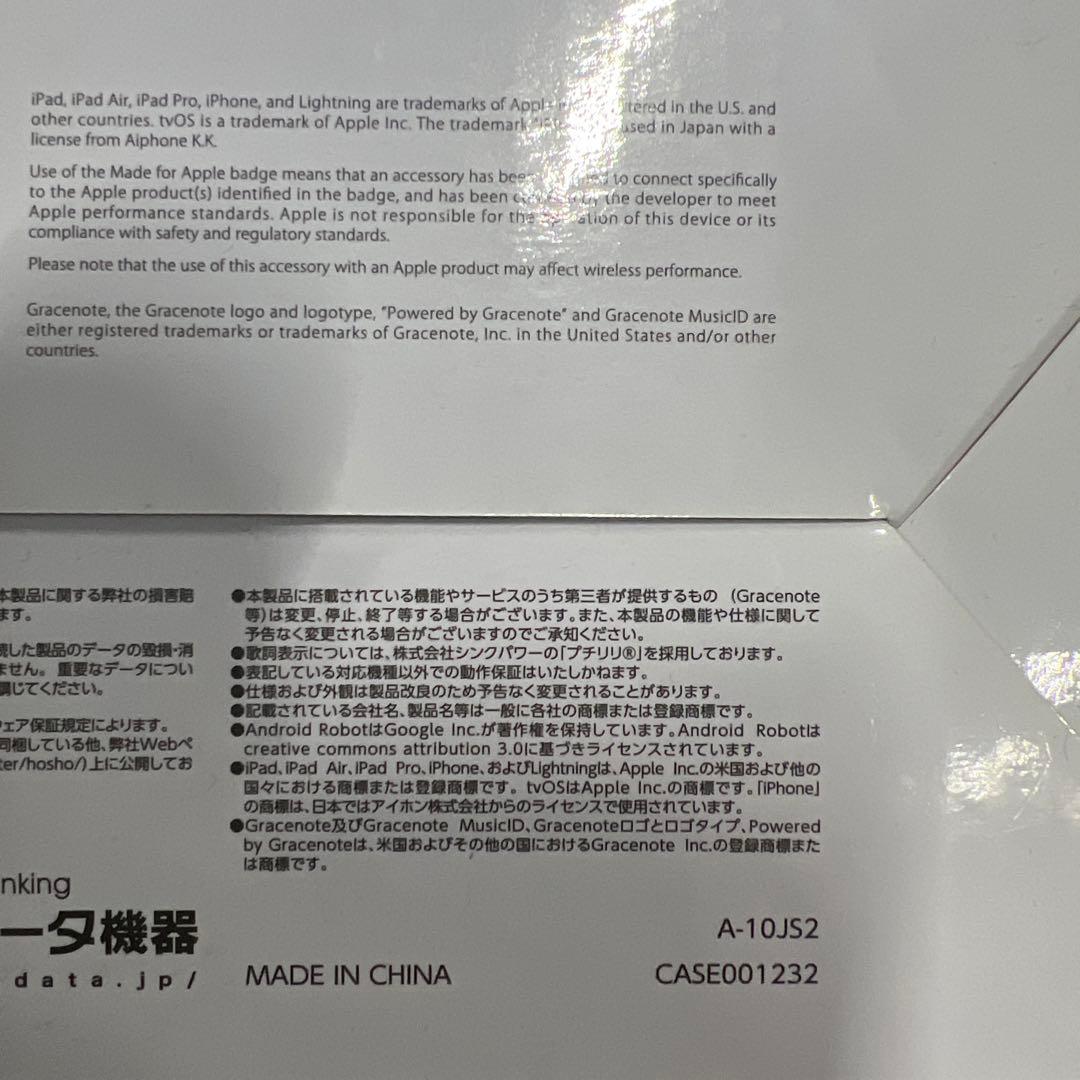 iPad, iPad Air, iPad Pro, iPhone, and Lightning are trademarks of in the U.S. and
other countries. tvOS is a trademark of Apple Inc. The trademark used in Japan with a
license from Aiphone K.K.
Use of the Made for Apple badge means that an accessory has been to connect specifically
to the Apple product(s) identified in the badge, and has been by the developer to meet
Apple performance standards. Apple is not responsible for the of this device or its
compliance with safety and regulatory standards.
Please note that the use of this accessory with an Apple product may affect wireless performance.
Gracenote, the Gracenote logo and logotype, "Powered by Gracenote" and Gracenote MusicID are
either registered trademarks or trademarks of Gracenote, Inc. in the United States and/or other
countries.
本製品に関する弊社の損害賠
ます。
続した製品のデータの毀損・消
ません。重要なデータについ
講じてください。
ェア保証規定によります。
同梱している他、弊社Webペ
ter/hosho/)上に公開してお
●本製品に搭載されている機能やサービスのうち第三者が提供するもの (Gracenote
等)は変更、停止、終了等する場合がございます。また、本製品の機能や仕様に関して
予告なく変更される場合がございますのでご承知ください。
●歌詞表示については、株式会社シンクパワーの「プチリリ®」を採用しております。
●表記している対応機種以外での動作保証はいたしかねます。
●仕様および外観は製品改良のため予告なく変更されることがあります。
●記載されている会社名、製品名等は一般に各社の商標または登録商標です。
●Android RobotはGoogle Inc.が著作権を保持しています。Android Robotは
creative commons attribution 3.0に基づきライセンスされています。
●iPad、iPad Air、iPad Pro、iPhone、およびLightningは、Apple Inc.の米国および他の
国々における商標または登録商標です。tvOSはApple Inc.の商標です。「iPhone」
の商標は、日本ではアイホン株式会社からのライセンスで使用されています。
●Gracenote及びGracenote MusicID、Gracenoteロゴとロゴタイプ、Powered
by Gracenoteは、米国およびその他の国におけるGracenote Inc.の登録商標また
は商標です。
nking
ータ機器
data.jp/
MADE IN CHINA
A-10JS2
CASE001232